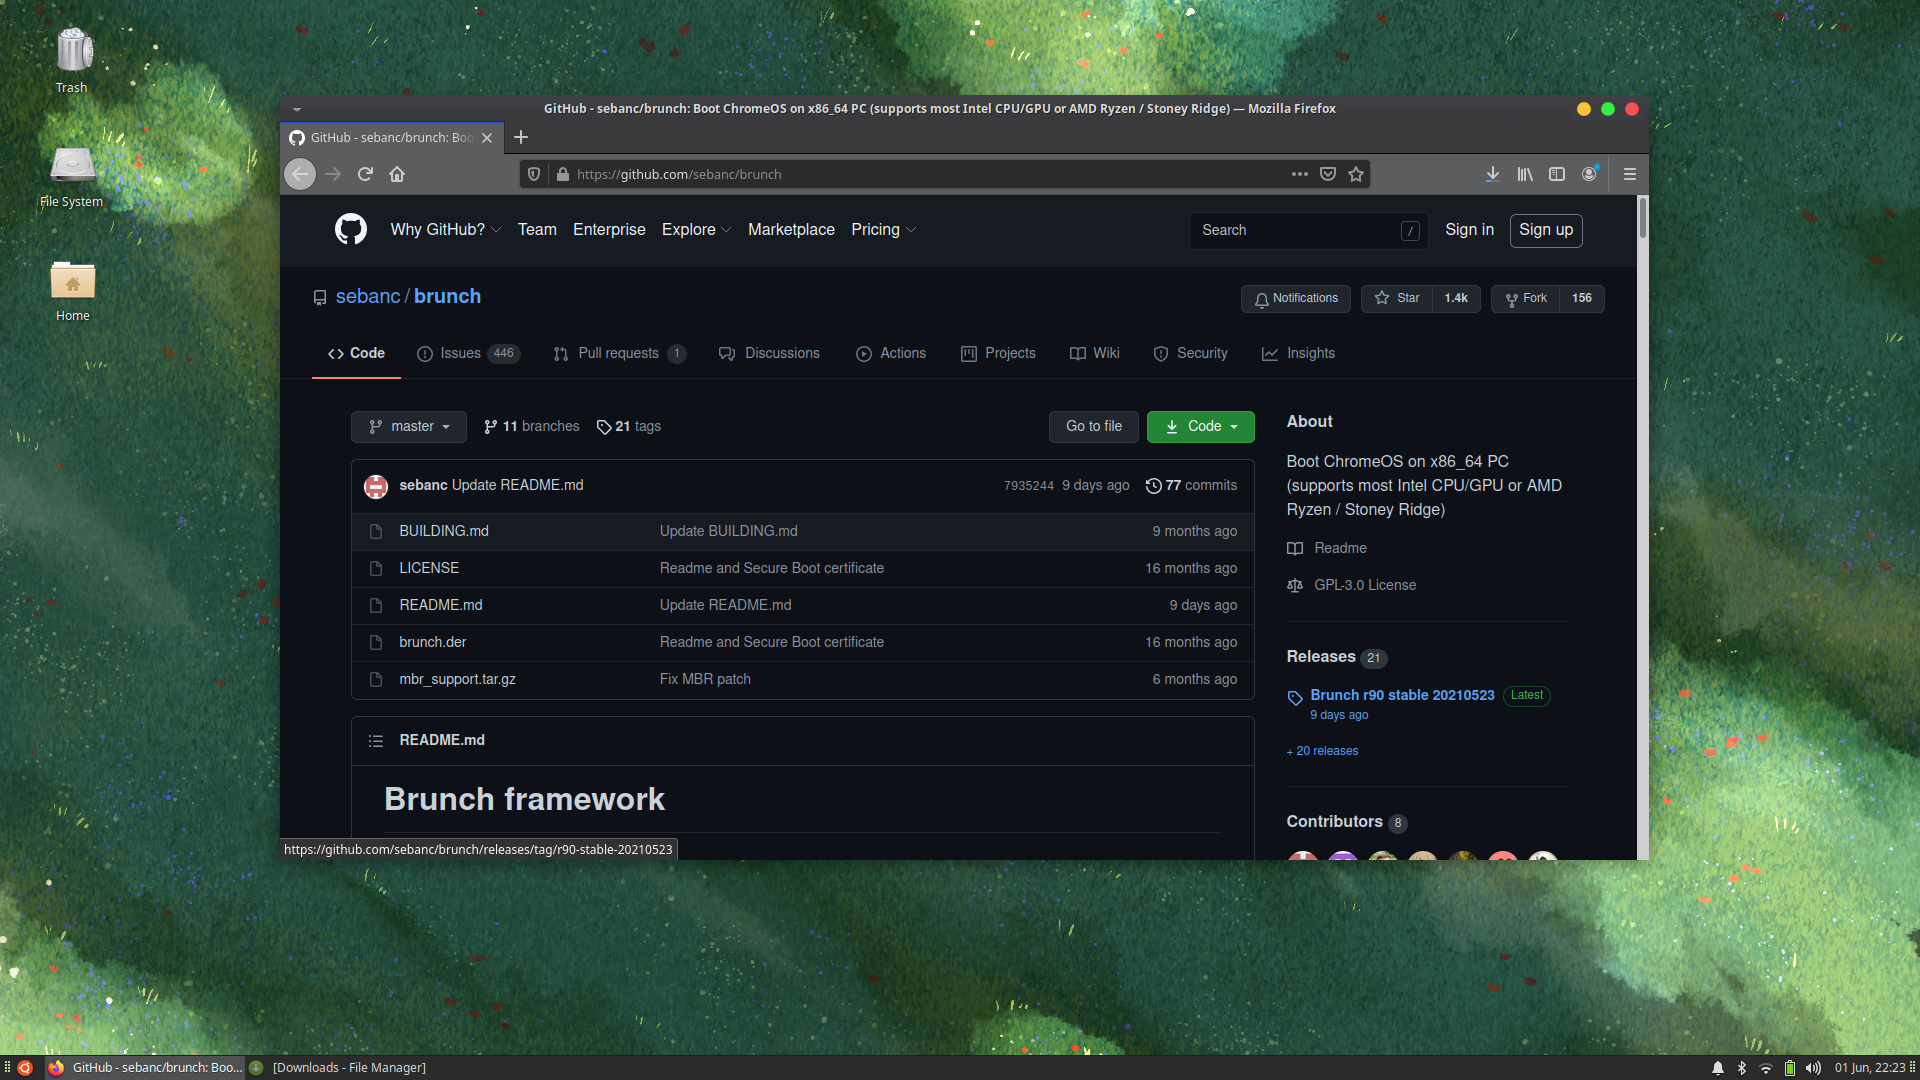 Trash
File System
Home
GitHub - sebanc/brunch: Boot ChromeOS on x86_64 PC (supports most Intel CPU/GPU or AMD Ryzen / Stoney Ridge) — Mozilla Firefox
GitHub - sebanc/brunch: Boo
https://github.com/sebanc/brunch
Why GitHub? Team Enterprise Explore Marketplace Pricing Search / Sign in Sign up
sebanc / brunch
Notifications Star 1.4k Fork 156
Code Issues 446 Pull requests 1 Discussions Actions Projects Wiki Security Insights
master 11 branches 21 tags Go to file Code
sebanc Update README.md 7935244 9 days ago 77 commits
BUILDING.md Update BUILDING.md 9 months ago
LICENSE Readme and Secure Boot certificate 16 months ago
README.md Update README.md 9 days ago
brunch.der Readme and Secure Boot certificate 16 months ago
mbr_support.tar.gz Fix MBR patch 6 months ago
README.md
Brunch framework
About
Boot ChromeOS on x86_64 PC
(supports most Intel CPU/GPU or AMD
Ryzen / Stoney Ridge)
Readme
GPL-3.0 License
Releases 21
Brunch r90 stable 20210523 Latest
9 days ago
+ 20 releases
Contributors 8
https://github.com/sebanc/brunch/releases/tag/r90-stable-20210523
GitHub - sebanc/brunch: Boo... [Downloads - File Manager] 01 Jun, 22:23